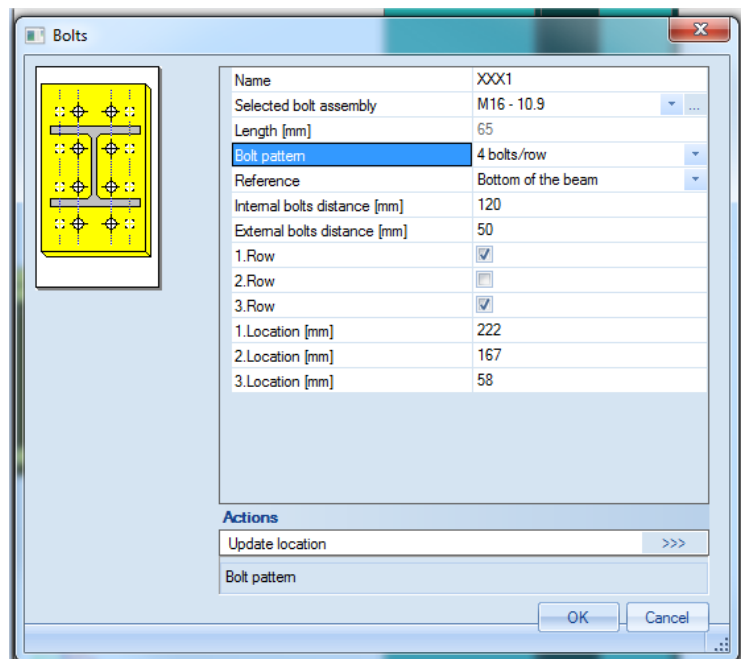 Bolts
Name XXX1
Selected bolt assembly M16 - 10.9 ...
Length [mm] 65
Bolt pattern 4 bolts/row
Reference Bottom of the beam
Internal bolts distance [mm] 120
External bolts distance [mm] 50
1.Row
2.Row
3.Row
1.Location [mm] 222
2.Location [mm] 167
3.Location [mm] 58
Actions
Update location >>>
Bolt pattern
OK Cancel